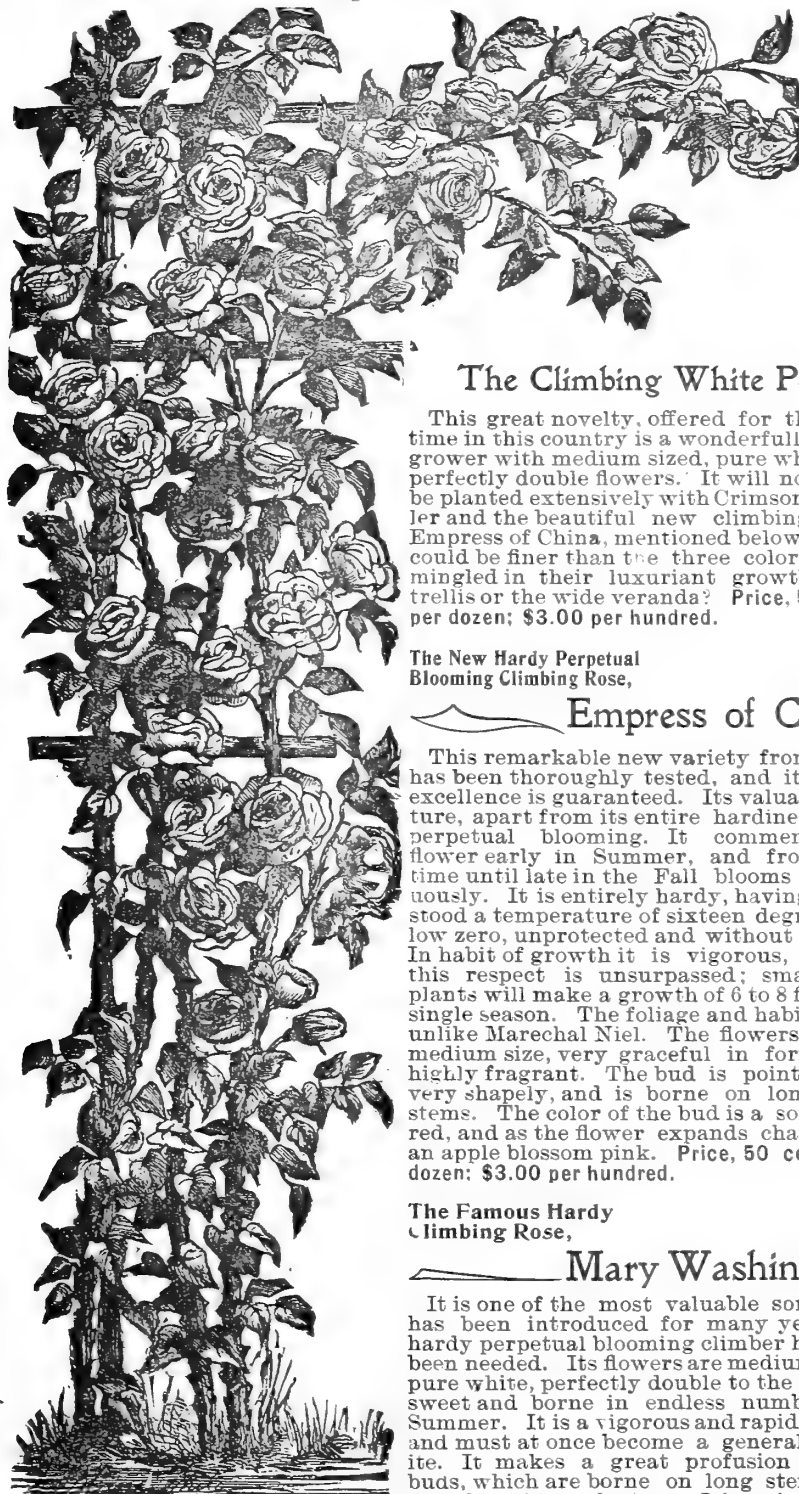 The Climbing White P
This great novelty, offered for t
time in this country is a wonderfull
grower with medium sized, pure wh
perfectly double flowers. It will no
be planted extensively with Crimson
ler and the beautiful new climbing
Empress of China, mentioned below
could be finer than the three color
mingled in their luxuriant growt
trellis or the wide veranda? Price,
per dozen; $3.00 per hundred.
The New Hardy Perpetual
Blooming Climbing Rose,
Empress of C
This remarkable new variety from
has been thoroughly tested, and it
excellence is guaranteed. Its valua
ture, apart from its entire hardine
perpetual blooming. It commen
flower early in Summer, and fro
time until late in the Fall blooms
uously. It is entirely hardy, having
stood a temperature of sixteen degr
low zero, unprotected and without
In habit of growth it is vigorous,
this respect is unsurpassed; sma
plants will make a growth of 6 to 8 f
single season. The foliage and habi
unlike Marechal Niel. The flowers
medium size, very graceful in for
highly fragrant. The bud is point
very shapely, and is borne on lon
stems. The color of the bud is a so
red, and as the flower expands cha
an apple blossom pink. Price, 50 ce
dozen; $3.00 per hundred.
The Famous Hardy
Climbing Rose,
Mary Washin
It is one of the most valuable sor
has been introduced for many ye
hardy perpetual blooming climber h
been needed. Its flowers are medium
pure white, perfectly double to the
sweet and borne in endless numb
Summer. It is a vigorous and rapid
and must at once become a general
ite. It makes a great profusion
buds, which are borne on long ste